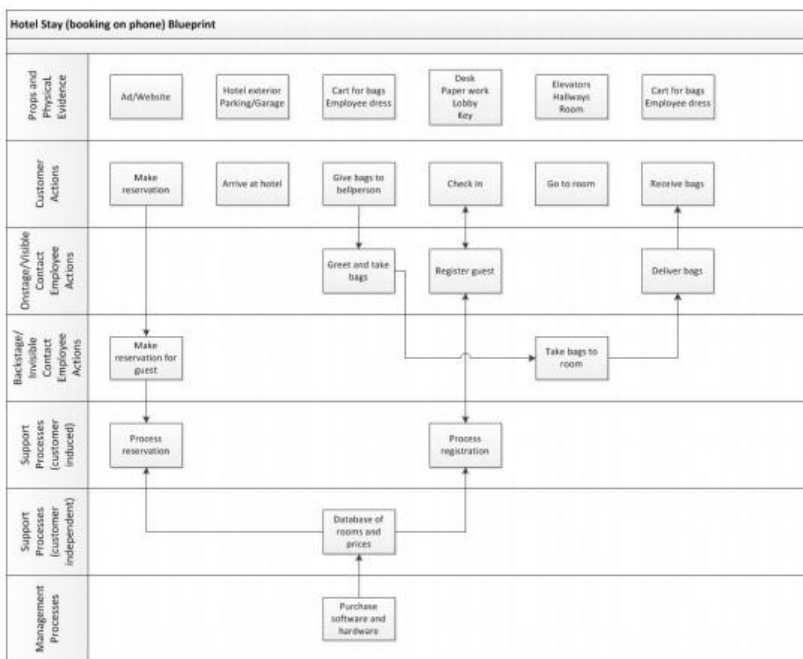 Hotel Stay (booking on phone) Blueprint
Props and
Physical
Evidence
Ad/Website
Hotel exterior
Parking/Garage
Cart for bags
Employee dress
Desk
Paper work
Lobby
Key
Elevators
Hallways
Room
Cart for bags
Employee dress
Customer
Actions
Make
reservation
Arrive at hotel
Give bags to
bellperson
Check in
Go to room
Receive bags
Onstage/Visible
Contact
Employee
Actions
Greet and take
bags
Register guest
Deliver bags
Backstage/
Invisible
Contact
Employee
Actions
Make
reservation for
guest
Take bags to
room
Support
Processes
(customer
induced)
Process
reservation
Process
registration
Support
Processes
(customer
independent)
Database of
rooms and
prices
Management
Processes
Purchase
software and
hardware